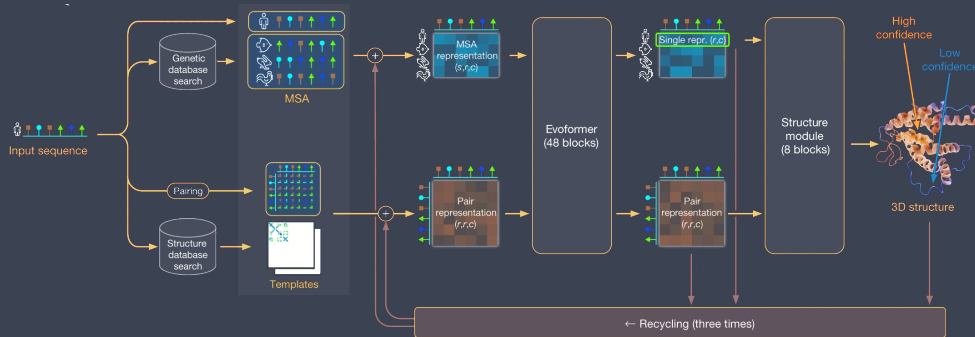 High
confidence
Low
confidence
Genetic
database
search
MSA
MSA
representation
(s,r,c)
Single repr. (r,c)
Input sequence
Evoformer
(48 blocks)
Structure
module
(8 blocks)
Pairing
Pair
representation
(r,r,c)
Pair
representation
(r,r,c)
3D structure
Structure
database
search
Templates
← Recycling (three times)